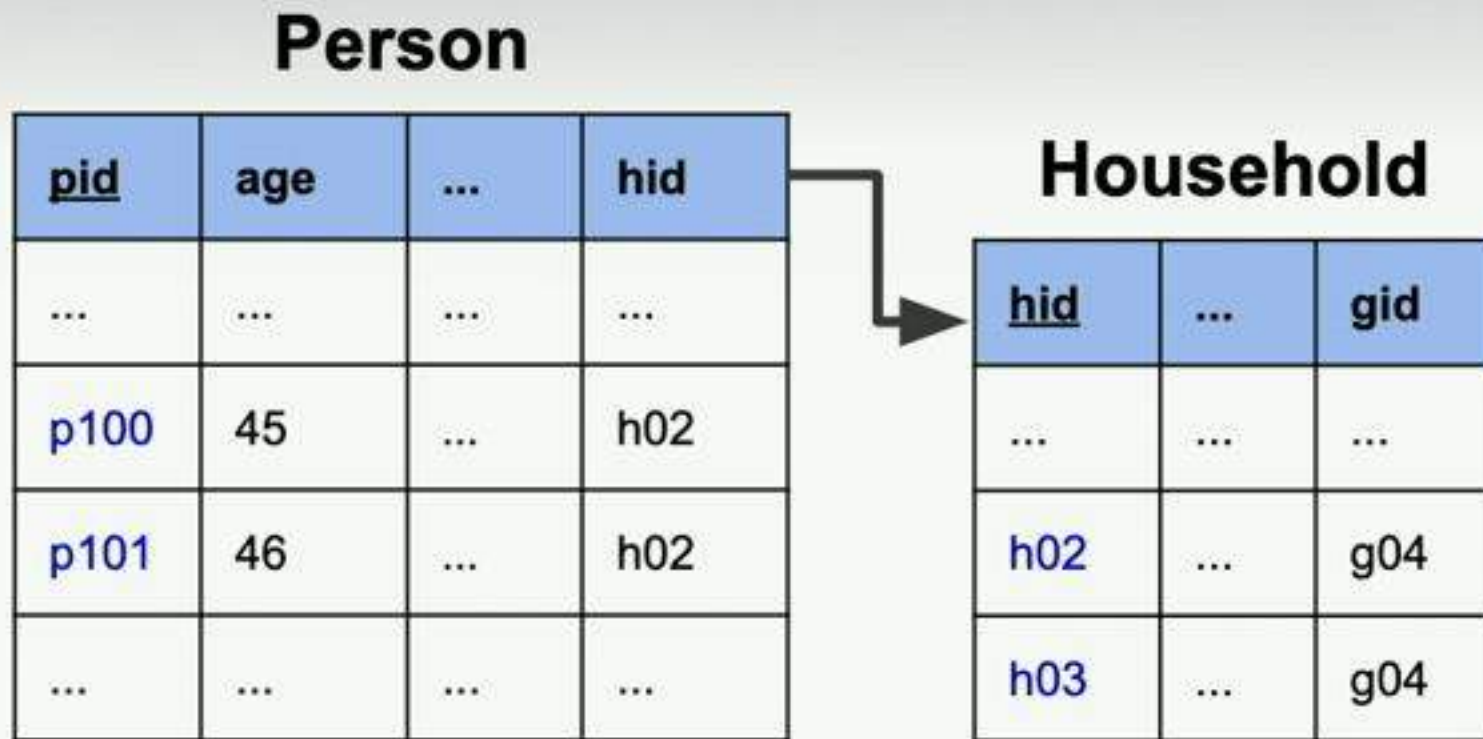 Person
pid age ... hid
... ... ... ...
p100 45 ... h02
p101 46 ... h02
... ... ... ...
Household
hid ... gid
... ... ...
h02 ... g04
h03 ... g04